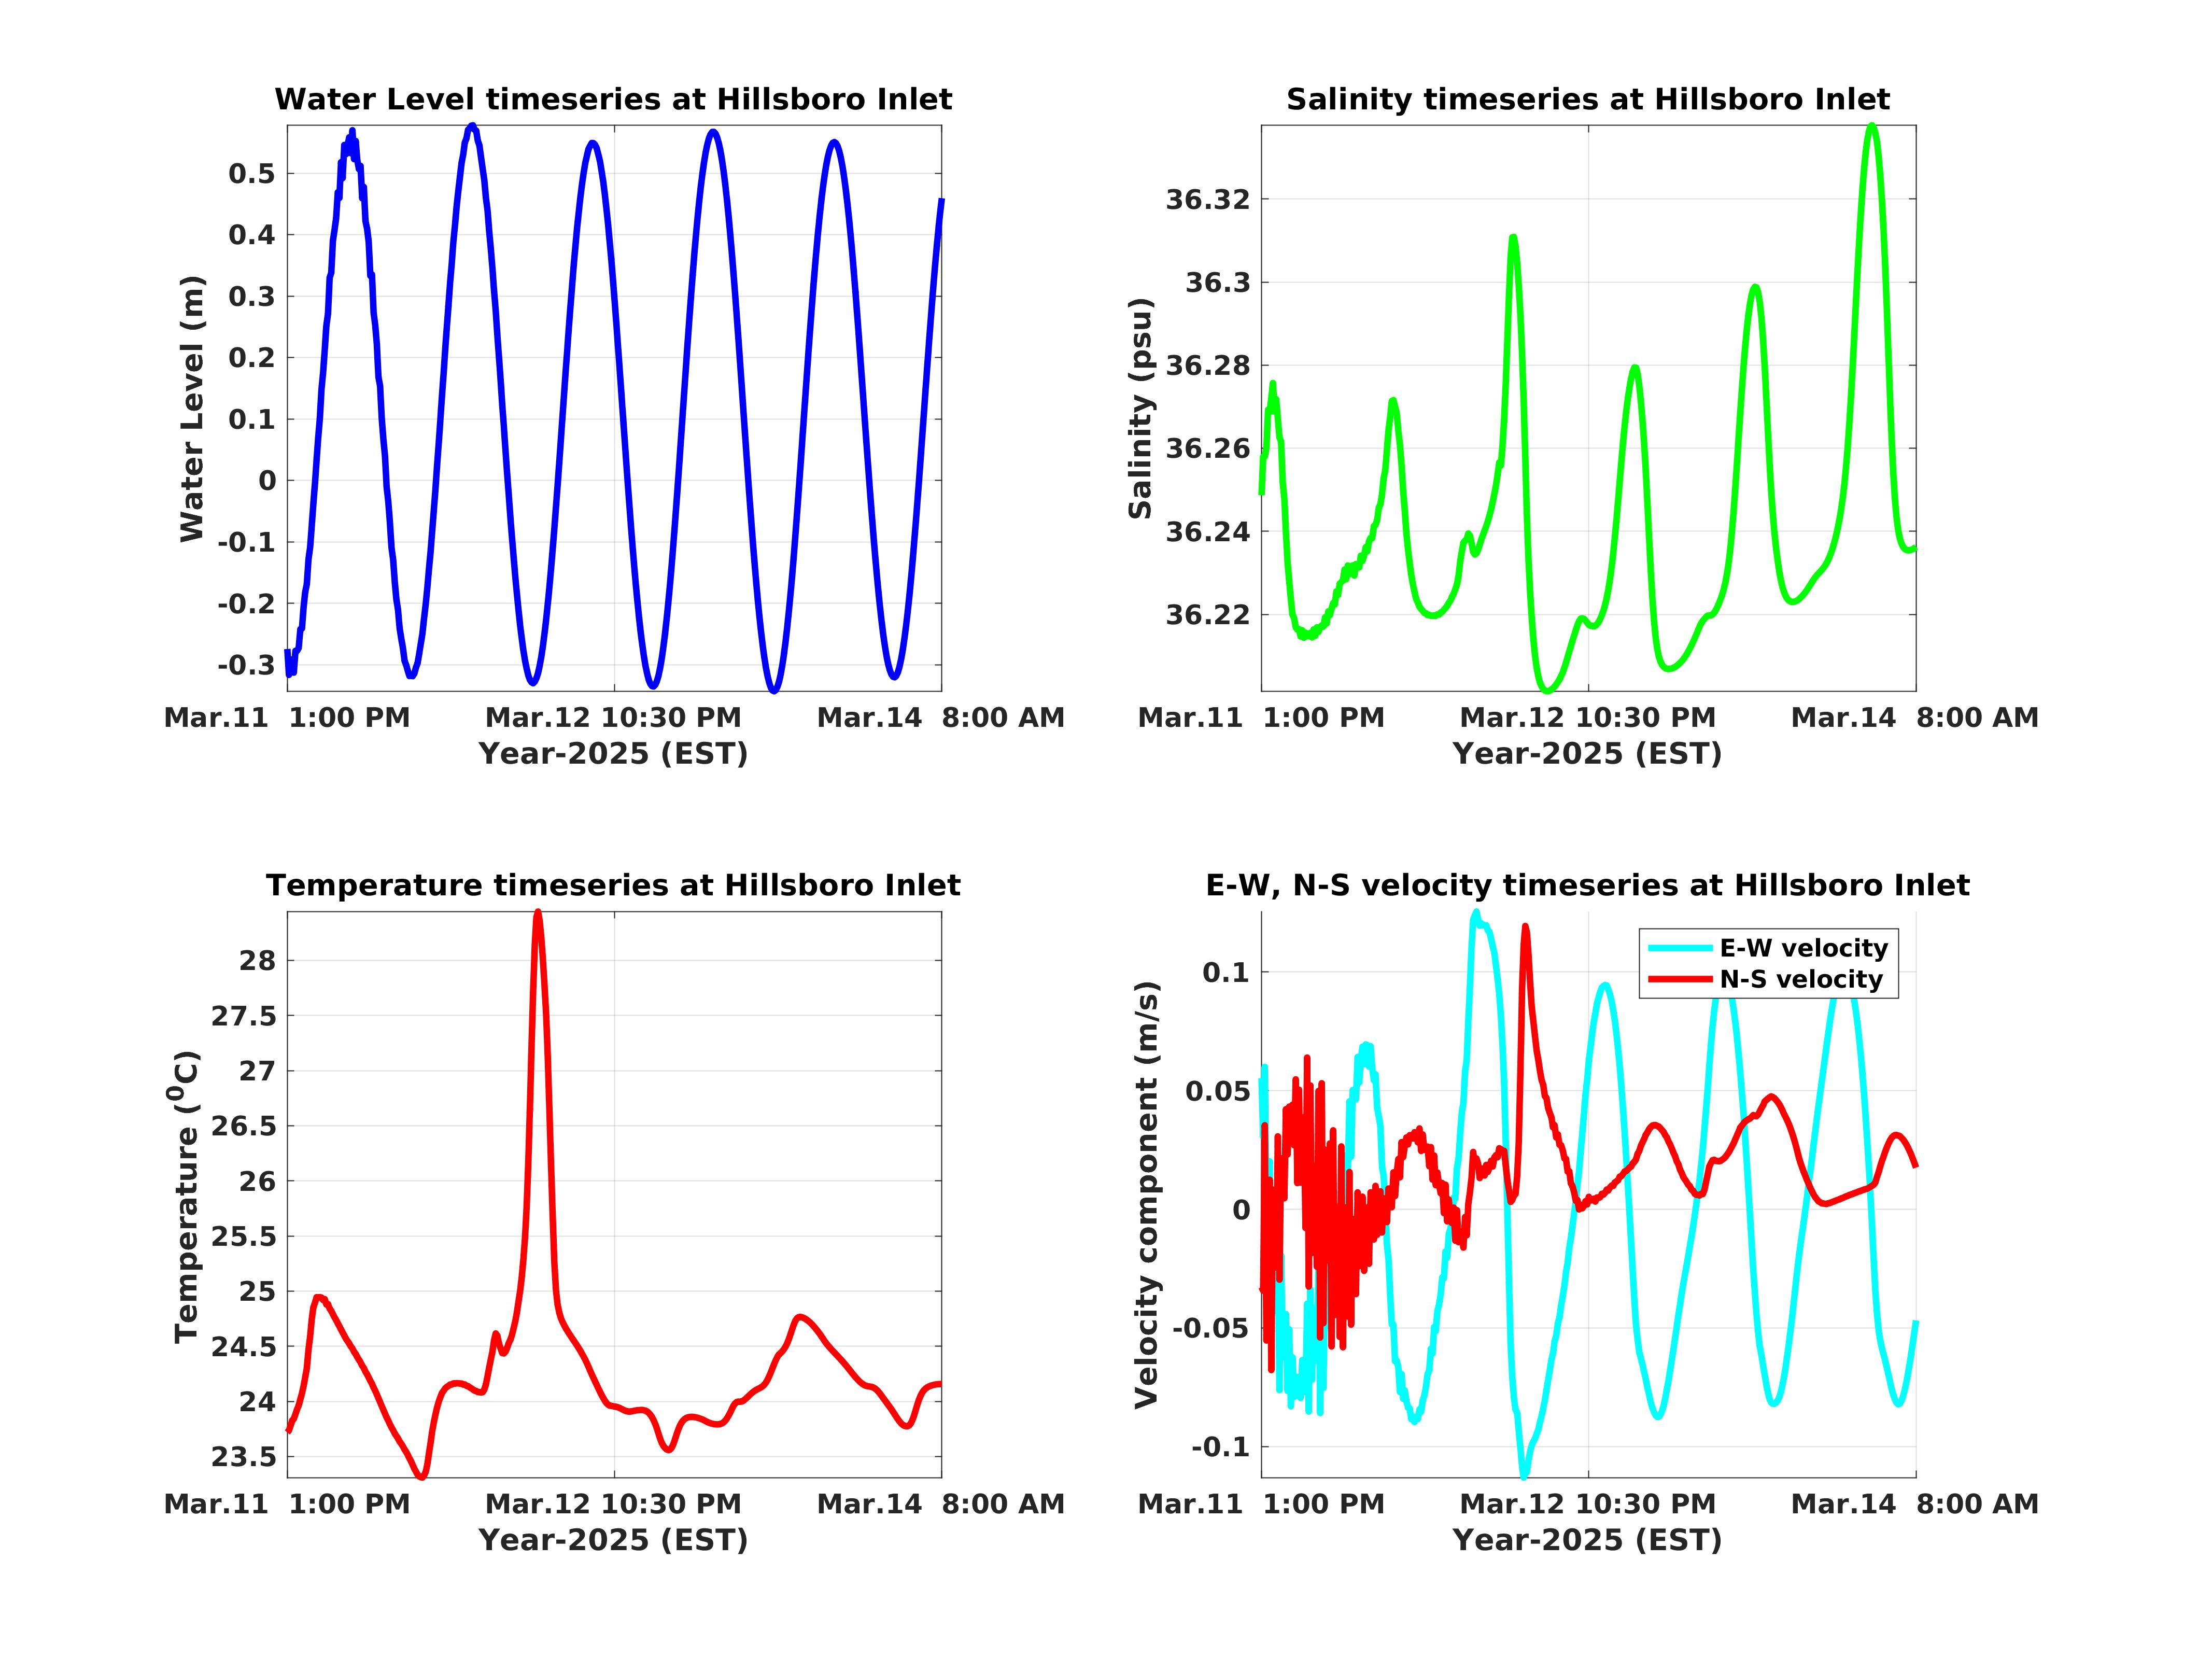 Water Level timeseries at Hillsboro Inlet
Water Level (m)
0.5
0.4
0.3
0.2
0.1
0
-0.1
-0.2
-0.3
Mar.11 1:00 PM
Mar.12 10:30 PM
Mar.14 8:00 AM
Year-2025 (EST)
Salinity timeseries at Hillsboro Inlet
Salinity (psu)
36.32
36.3
36.28
36.26
36.24
36.22
Mar.11 1:00 PM
Mar.12 10:30 PM
Mar.14 8:00 AM
Year-2025 (EST)
Temperature timeseries at Hillsboro Inlet
Temperature (⁰C)
28
27.5
27
26.5
26
25.5
25
24.5
24
23.5
Mar.11 1:00 PM
Mar.12 10:30 PM
Mar.14 8:00 AM
Year-2025 (EST)
E-W, N-S velocity timeseries at Hillsboro Inlet
Velocity component (m/s)
E-W velocity
N-S velocity
0.1
0.05
0
-0.05
-0.1
Mar.11 1:00 PM
Mar.12 10:30 PM
Mar.14 8:00 AM
Year-2025 (EST)